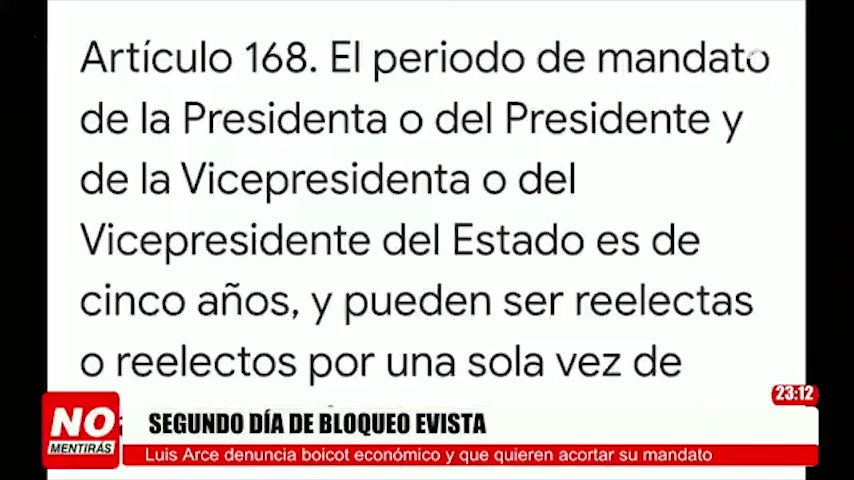 Artículo 168. El periodo de mandato
de la Presidenta o del Presidente y
de la Vicepresidenta o del
Vicepresidente del Estado es de
cinco años, y pueden ser reelectas
o reelectos por una sola vez de
23:12
NO
MENTIRÁS
SEGUNDO DÍA DE BLOQUEO EVISTA
Luis Arce denuncia boicot económico y que quieren acortar su mandato